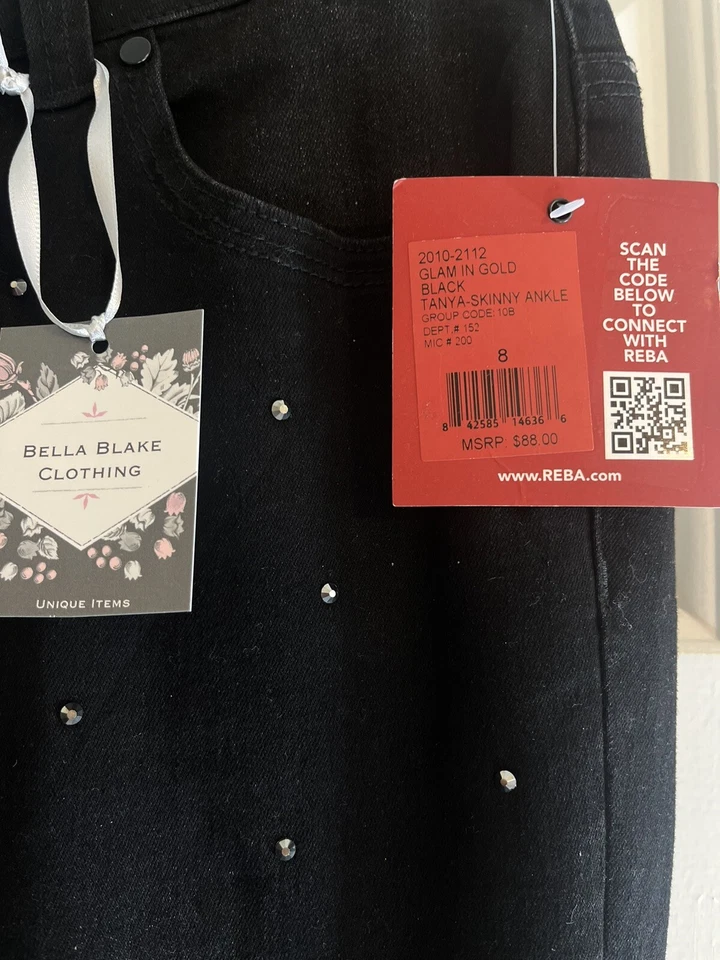 BELLA BLAKE
CLOTHING
UNIQUE ITEMS
2010-2112
GLAM IN GOLD
BLACK
TANYA-SKINNY ANKLE
GROUP CODE: 10B
DEPT.# 152
MIC # 200
8
8 42585 14636 6
MSRP: $88.00
SCAN
THE
CODE
BELOW
TO
CONNECT
WITH
REBA
www.REBA.com